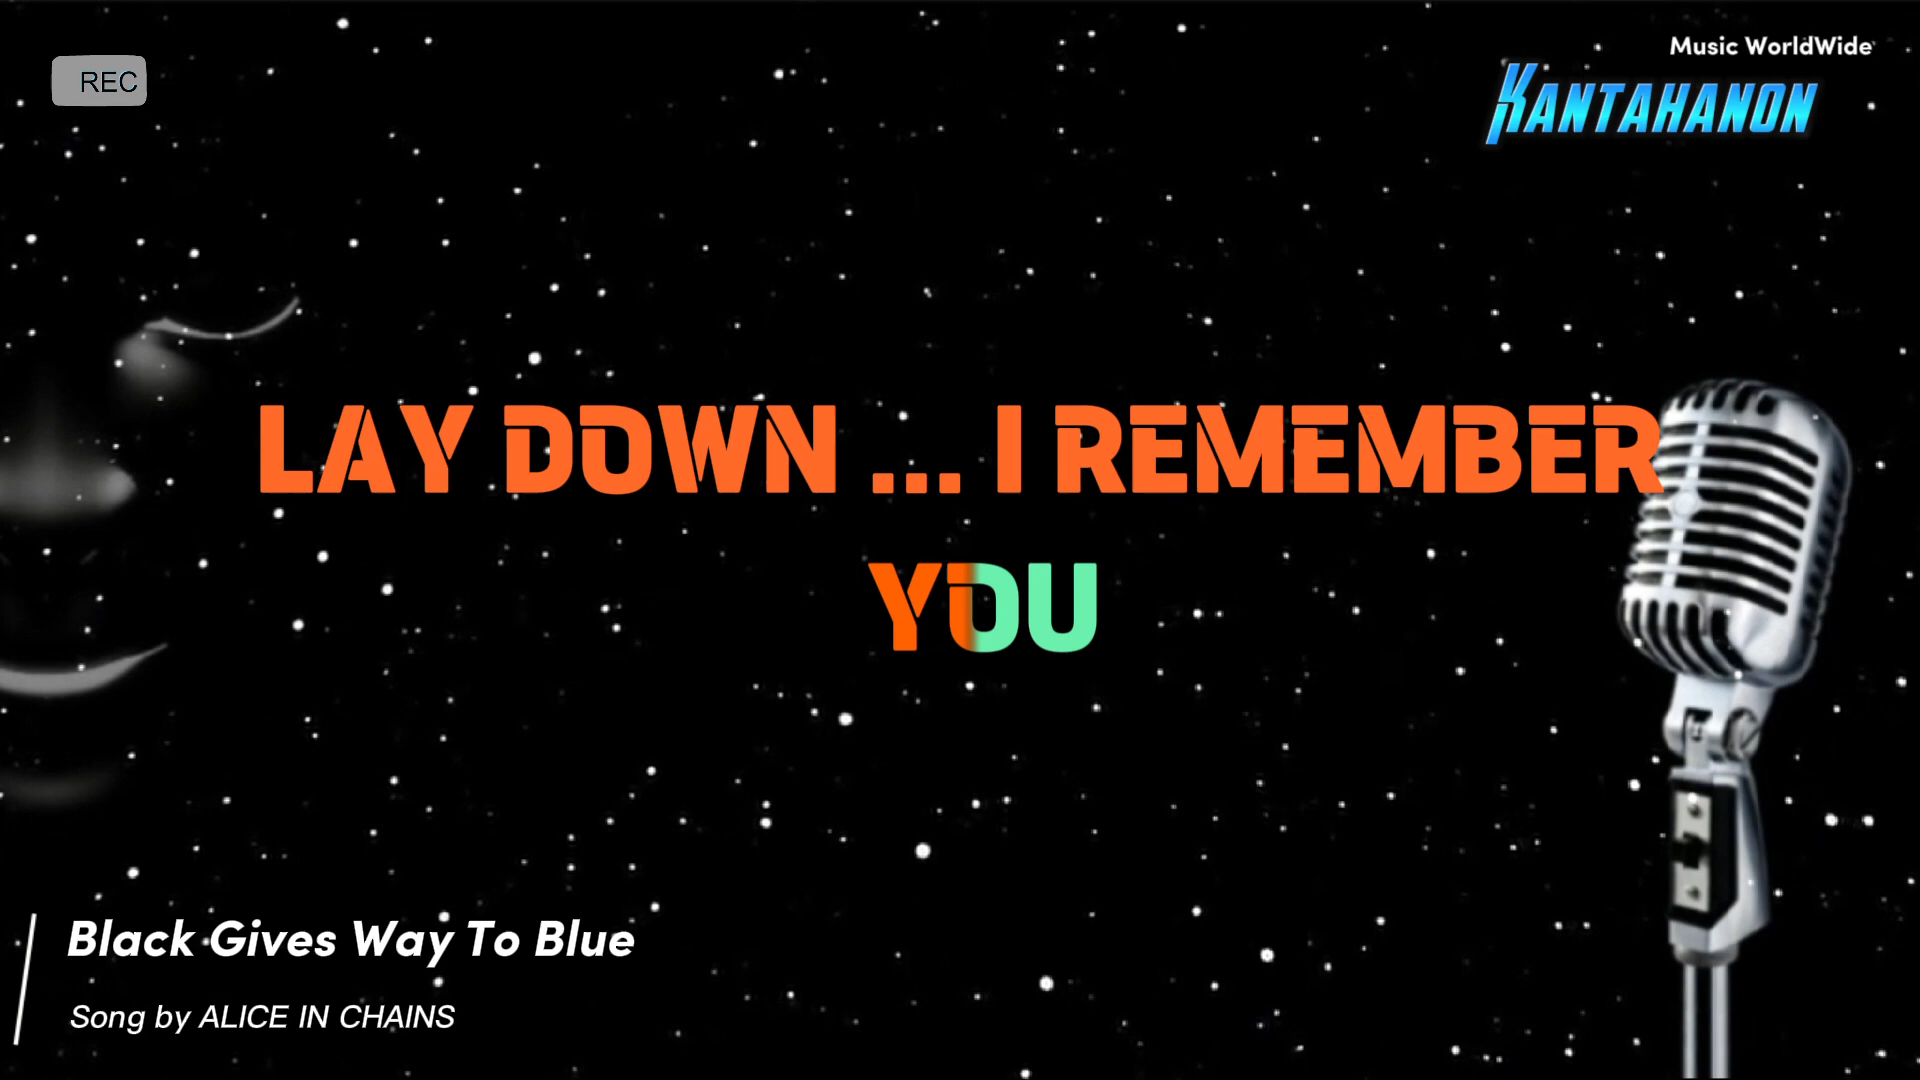 REC
Music WorldWide
KANTAHANON
LAY DOWN ... I REMEMBER
YOU
Black Gives Way To Blue
Song by ALICE IN CHAINS